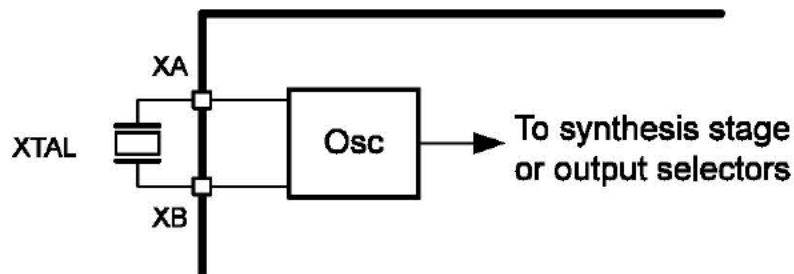 XA
XTAL
Osc
To synthesis stage
or output selectors
XB